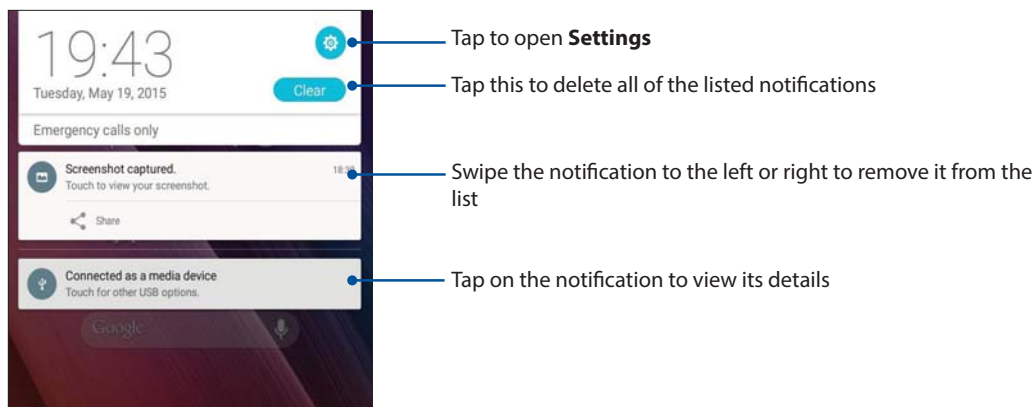 19:43
Tuesday, May 19, 2015
Clear
Emergency calls only
Screenshot captured.
Touch to view your screenshot.
Share
Connected as a media device
Touch for other USB options.
Google
Tap to open Settings
Tap this to delete all of the listed notifications
Swipe the notification to the left or right to remove it from the
list
Tap on the notification to view its details